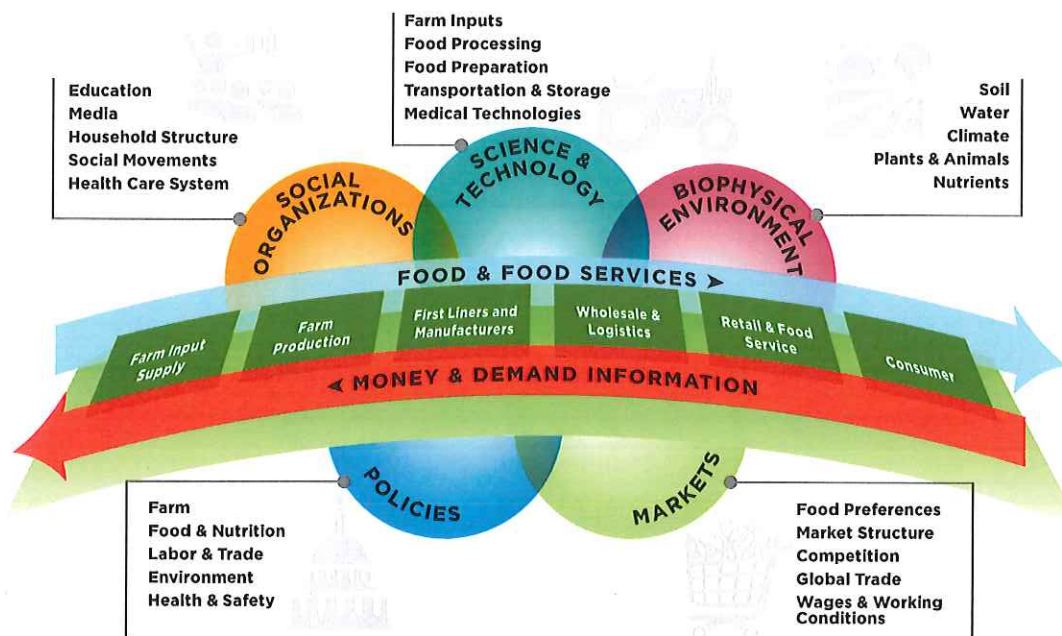 Farm Inputs
Food Processing
Food Preparation
Transportation & Storage
Medical Technologies
Education
Media
Household Structure
Social Movements
Health Care System
Soil
Water
Climate
Plants & Animals
Nutrients
SOCIAL
ORGANIZATIONS
SCIENCE &
TECHNOLOGY
BIOPHYSICAL
ENVIRONMENT
FOOD & FOOD SERVICES ➤
Farm Input
Supply
Farm
Production
First Liners and
Manufacturers
Wholesale &
Logistics
Retail & Food
Service
Consumer
⮜ MONEY & DEMAND INFORMATION
POLICIES
MARKETS
Farm
Food & Nutrition
Labor & Trade
Environment
Health & Safety
Food Preferences
Market Structure
Competition
Global Trade
Wages & Working
Conditions